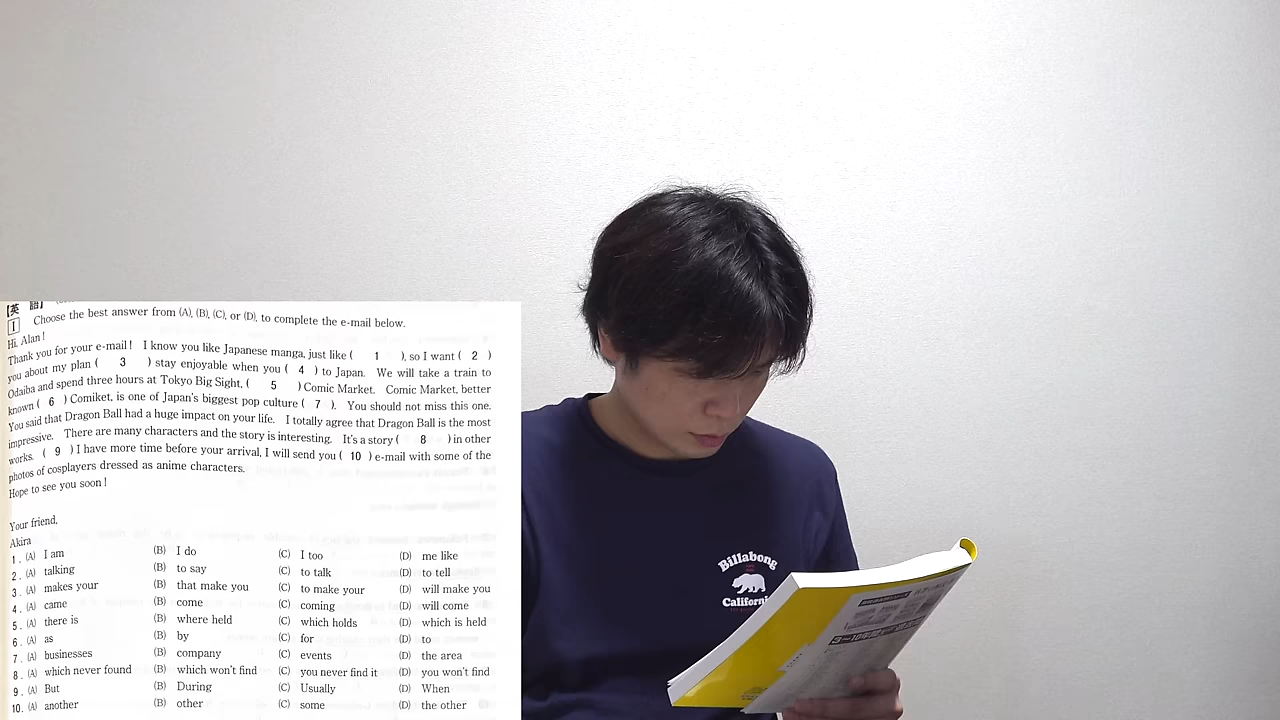 【英 語】
I Choose the best answer from (A), (B), (C), or (D), to complete the e-mail below.
Hi, Alan!
Thank you for your e-mail! I know you like Japanese manga, just like ( 1 ), so I want ( 2 )
you about my plan ( 3 ) stay enjoyable when you ( 4 ) to Japan. We will take a train to
Odaiba and spend three hours at Tokyo Big Sight, ( 5 ) Comic Market. Comic Market, better
known ( 6 ) Comiket, is one of Japan's biggest pop culture ( 7 ). You should not miss this one.
You said that Dragon Ball had a huge impact on your life. I totally agree that Dragon Ball is the most
impressive. There are many characters and the story is interesting. It's a story ( 8 ) in other
works. ( 9 ) I have more time before your arrival, I will send you ( 10 ) e-mail with some of the
photos of cosplayers dressed as anime characters.
Hope to see you soon!
Your friend,
Akira
1. (A) I am (B) I do (C) I too (D) me like
2. (A) talking (B) to say (C) to talk (D) to tell
3. (A) makes your (B) that make you (C) to make your (D) will make you
4. (A) came (B) come (C) coming (D) will come
5. (A) there is (B) where held (C) which holds (D) which is held
6. (A) as (B) by (C) for (D) to
7. (A) businesses (B) company (C) events (D) the area
8. (A) which never found (B) which won't find (C) you never find it (D) you won't find
9. (A) But (B) During (C) Usually (D) When
10. (A) another (B) other (C) some (D) the other
Billabong
California